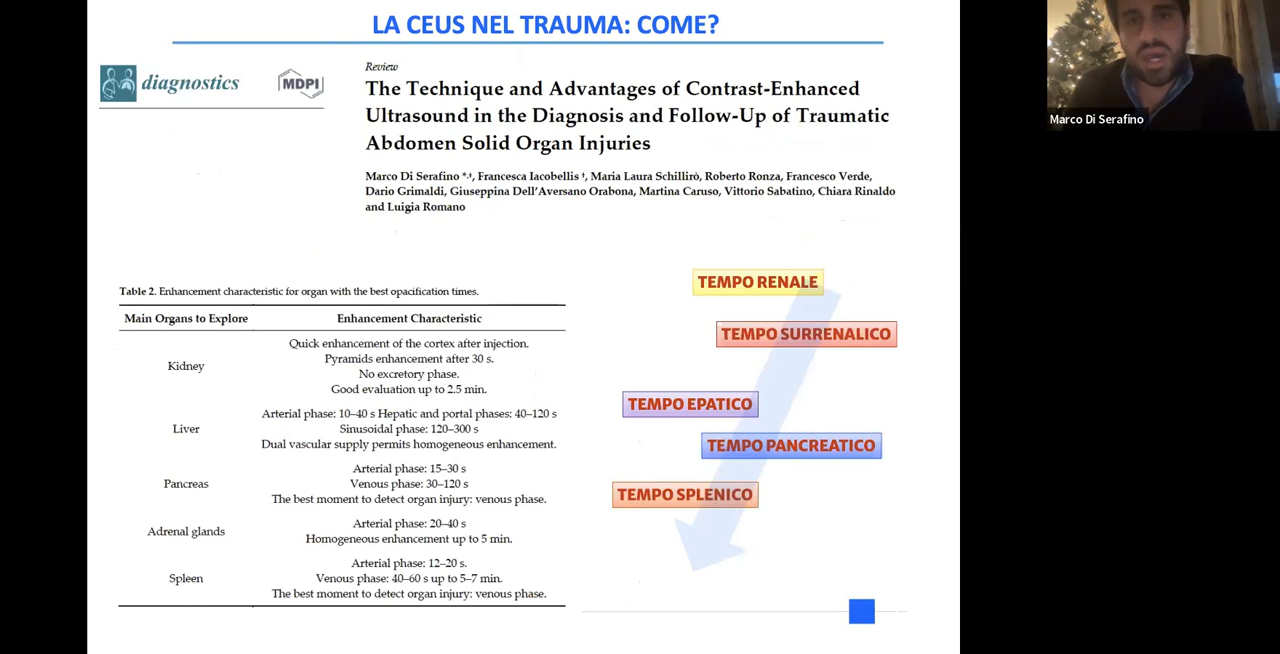 LA CEUS NEL TRAUMA: COME?
diagnostics
MDPI
Review
The Technique and Advantages of Contrast-Enhanced
Ultrasound in the Diagnosis and Follow-Up of Traumatic
Abdomen Solid Organ Injuries
Marco Di Serafino *,†, Francesca Iacobellis †, Maria Laura Schillirò, Roberto Ronza, Francesco Verde,
Dario Grimaldi, Giuseppina Dell'Aversano Orabona, Martina Caruso, Vittorio Sabatino, Chiara Rinaldo
and Luigia Romano
Table 2. Enhancement characteristic for organ with the best opacification times.
Main Organs to Explore Enhancement Characteristic
Quick enhancement of the cortex after injection.
Pyramids enhancement after 30 s.
Kidney
No excretory phase.
Good evaluation up to 2.5 min.
Arterial phase: 10–40 s Hepatic and portal phases: 40–120 s
Liver Sinusoidal phase: 120–300 s
Dual vascular supply permits homogeneous enhancement.
Arterial phase: 15–30 s
Pancreas Venous phase: 30–120 s
The best moment to detect organ injury: venous phase.
Adrenal glands
Arterial phase: 20–40 s
Homogeneous enhancement up to 5 min.
Arterial phase: 12–20 s.
Spleen Venous phase: 40–60 s up to 5–7 min.
The best moment to detect organ injury: venous phase.
TEMPO RENALE
TEMPO SURRENALICO
TEMPO EPATICO
TEMPO PANCREATICO
TEMPO SPLENICO
Marco Di Serafino